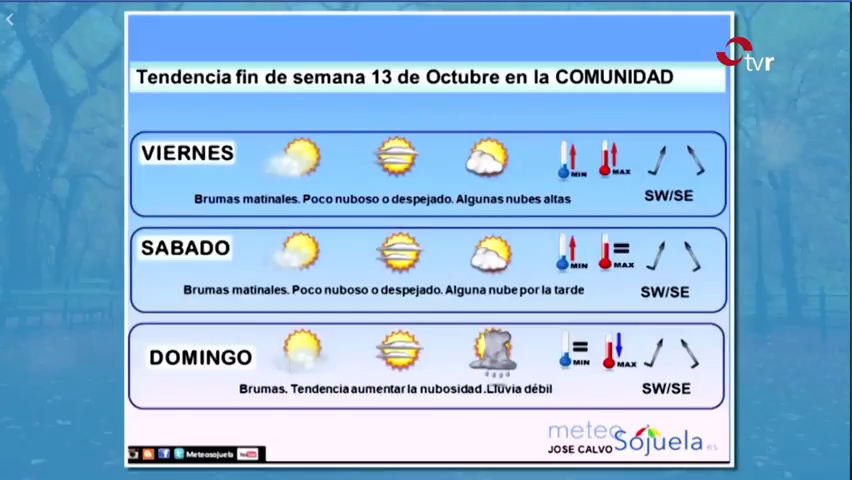 tvr
Tendencia fin de semana 13 de Octubre en la COMUNIDAD
VIERNES
MIN
MAX
Brumas matinales. Poco nuboso o despejado. Algunas nubes altas
SW/SE
SABADO
MIN
MAX
Brumas matinales. Poco nuboso o despejado. Alguna nube por la tarde
SW/SE
DOMINGO
MIN
MAX
Brumas. Tendencia aumentar la nubosidad. Lluvia débil
SW/SE
meteo Sojuela es
JOSE CALVO
Meteosojuela